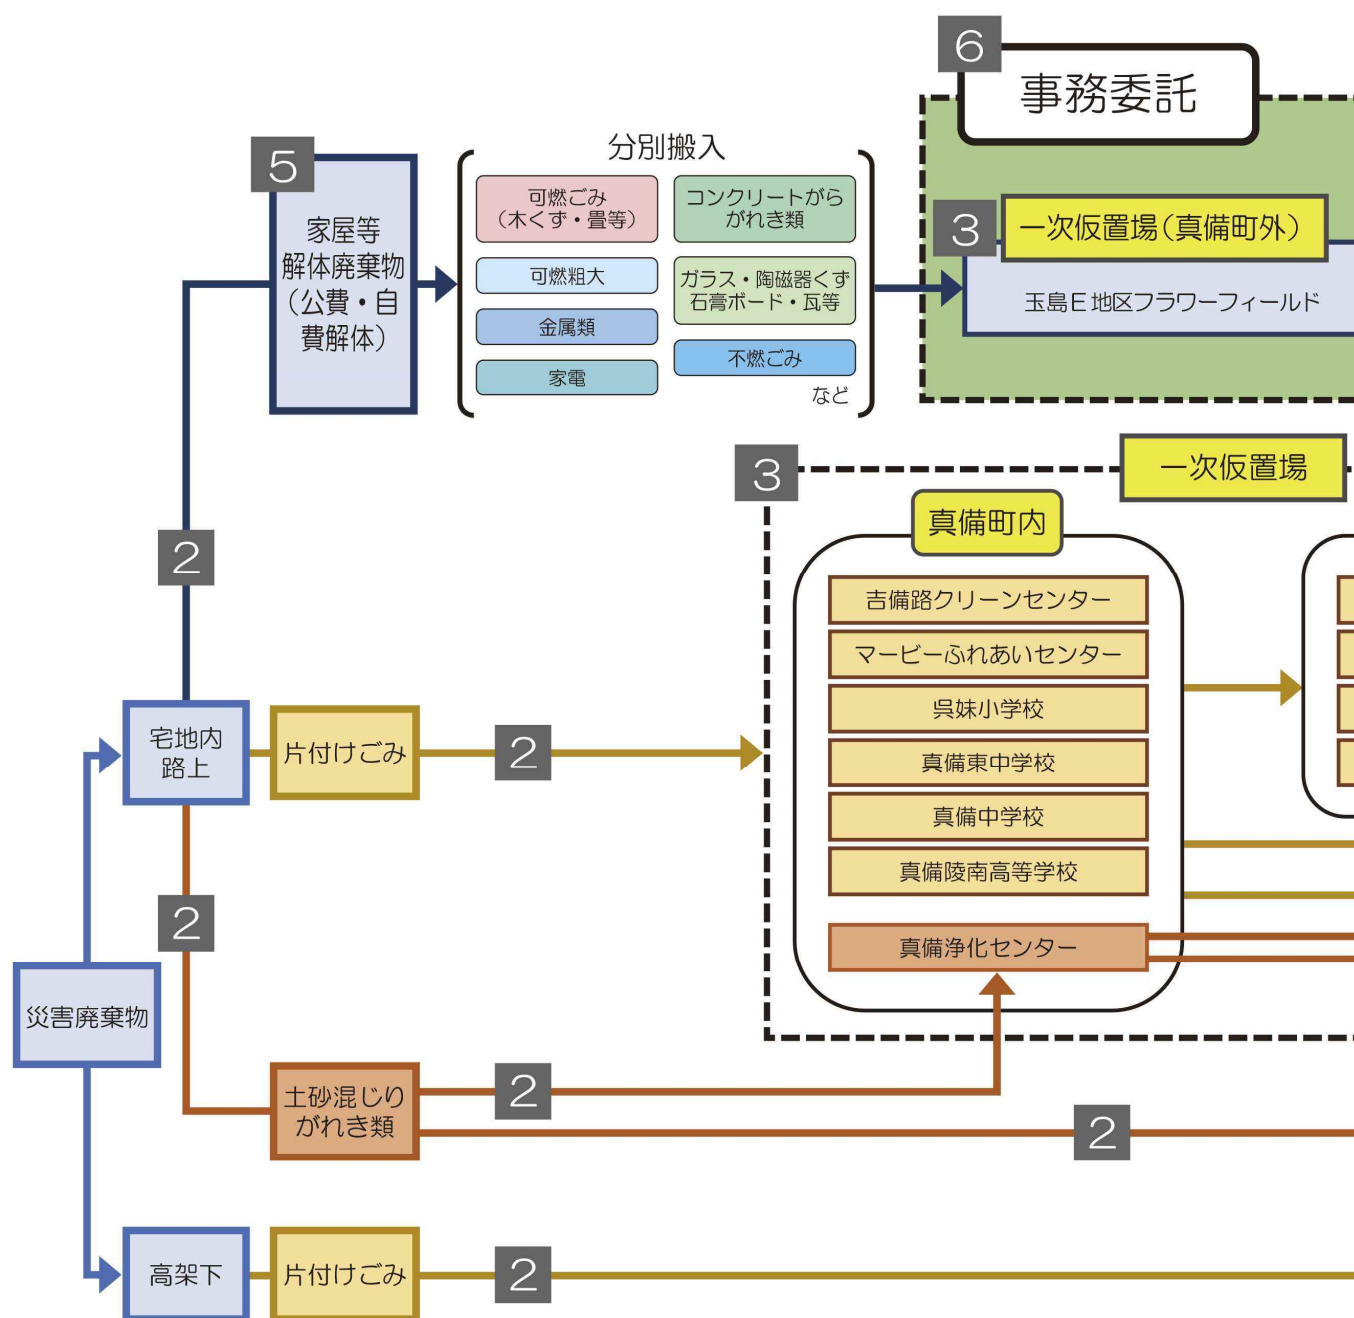 6
事務委託
5
家屋等
解体廃棄物
（公費・自
費解体）
分別搬入
可燃ごみ
（木くず・畳等）
可燃粗大
金属類
家電
コンクリートがら
がれき類
ガラス・陶磁器くず
石膏ボード・瓦等
不燃ごみ
など
3
一次仮置場（真備町外）
玉島E地区フラワーフィールド
3
一次仮置場
真備町内
吉備路クリーンセンター
マービーふれあいセンター
呉妹小学校
真備東中学校
真備中学校
真備陵南高等学校
真備浄化センター
2
宅地内
路上
片付けごみ
2
2
災害廃棄物
土砂混じり
がれき類
2
2
高架下
片付けごみ
2